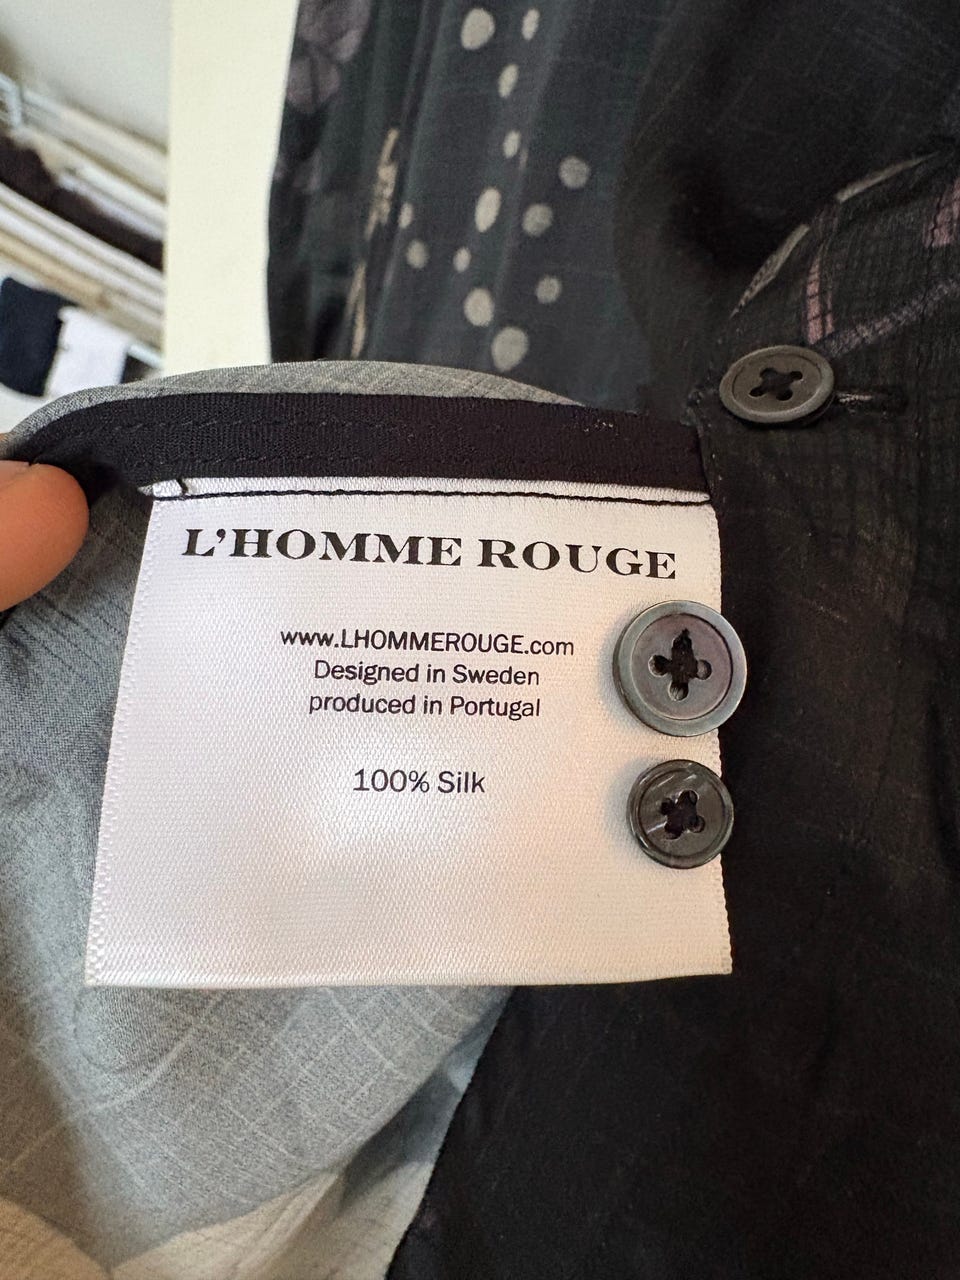 L'HOMME ROUGE
www.LHOMMEROUGE.com
Designed in Sweden
produced in Portugal
100% Silk